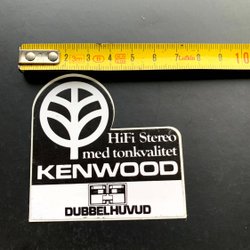 HiFi Stereo
med tonkvalitet
KENWOOD
DUBBELHUVUD